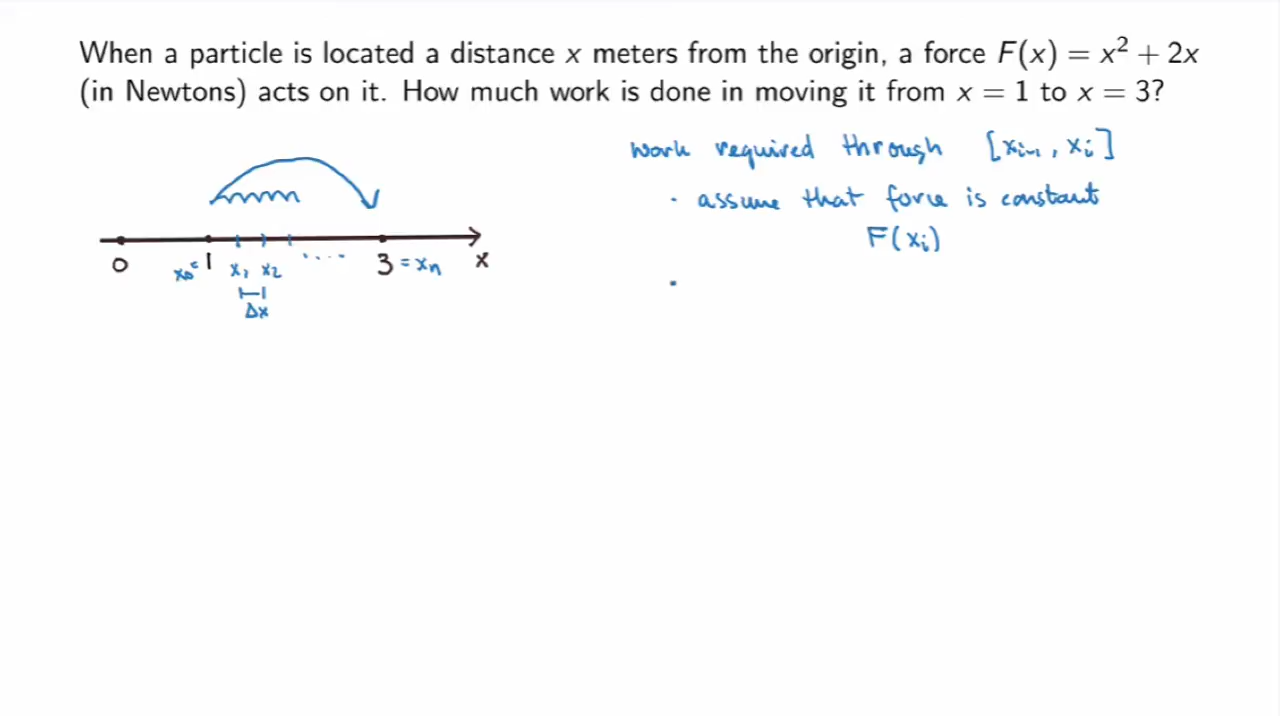 When a particle is located a distance x meters from the origin, a force F(x) = x² + 2x
(in Newtons) acts on it. How much work is done in moving it from x = 1 to x = 3?
work required through [xᵢ₋₁, xᵢ]
· assume that force is constant
F(xᵢ)
·
0 x₀ = 1 x₁ x₂ .... 3 = xₙ x
Δx